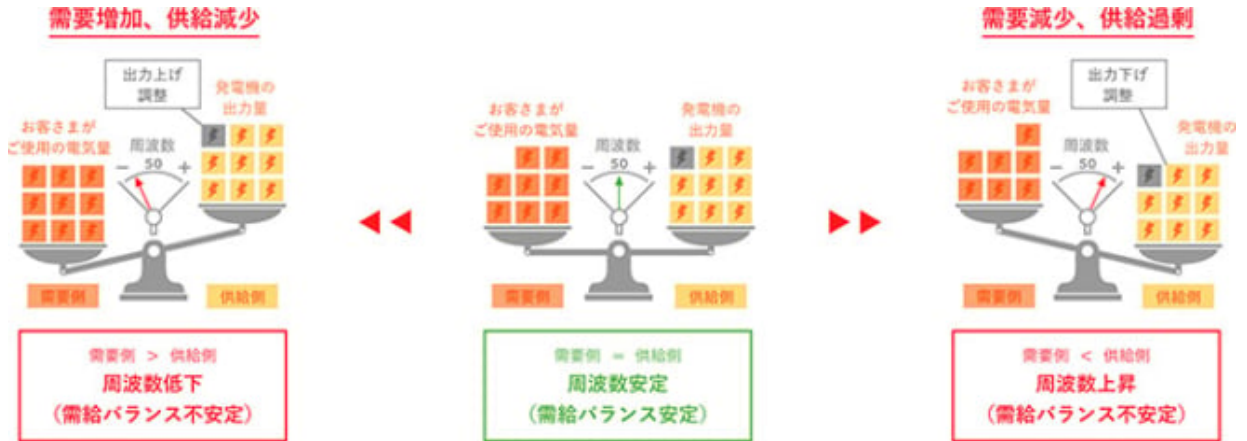 需要増加、供給減少
出力上げ
調整
発電機の
出力量
お客さまが
ご使用の電気量
周波数
− 50 +
需要側
供給側
需要側 > 供給側
周波数低下
（需給バランス不安定）
お客さまが
ご使用の電気量
発電機の
出力量
周波数
− 50 +
需要側
供給側
需要側 = 供給側
周波数安定
（需給バランス安定）
需要減少、供給過剰
出力下げ
調整
お客さまが
ご使用の電気量
発電機の
出力量
周波数
− 50 +
需要側
供給側
需要側 < 供給側
周波数上昇
（需給バランス不安定）